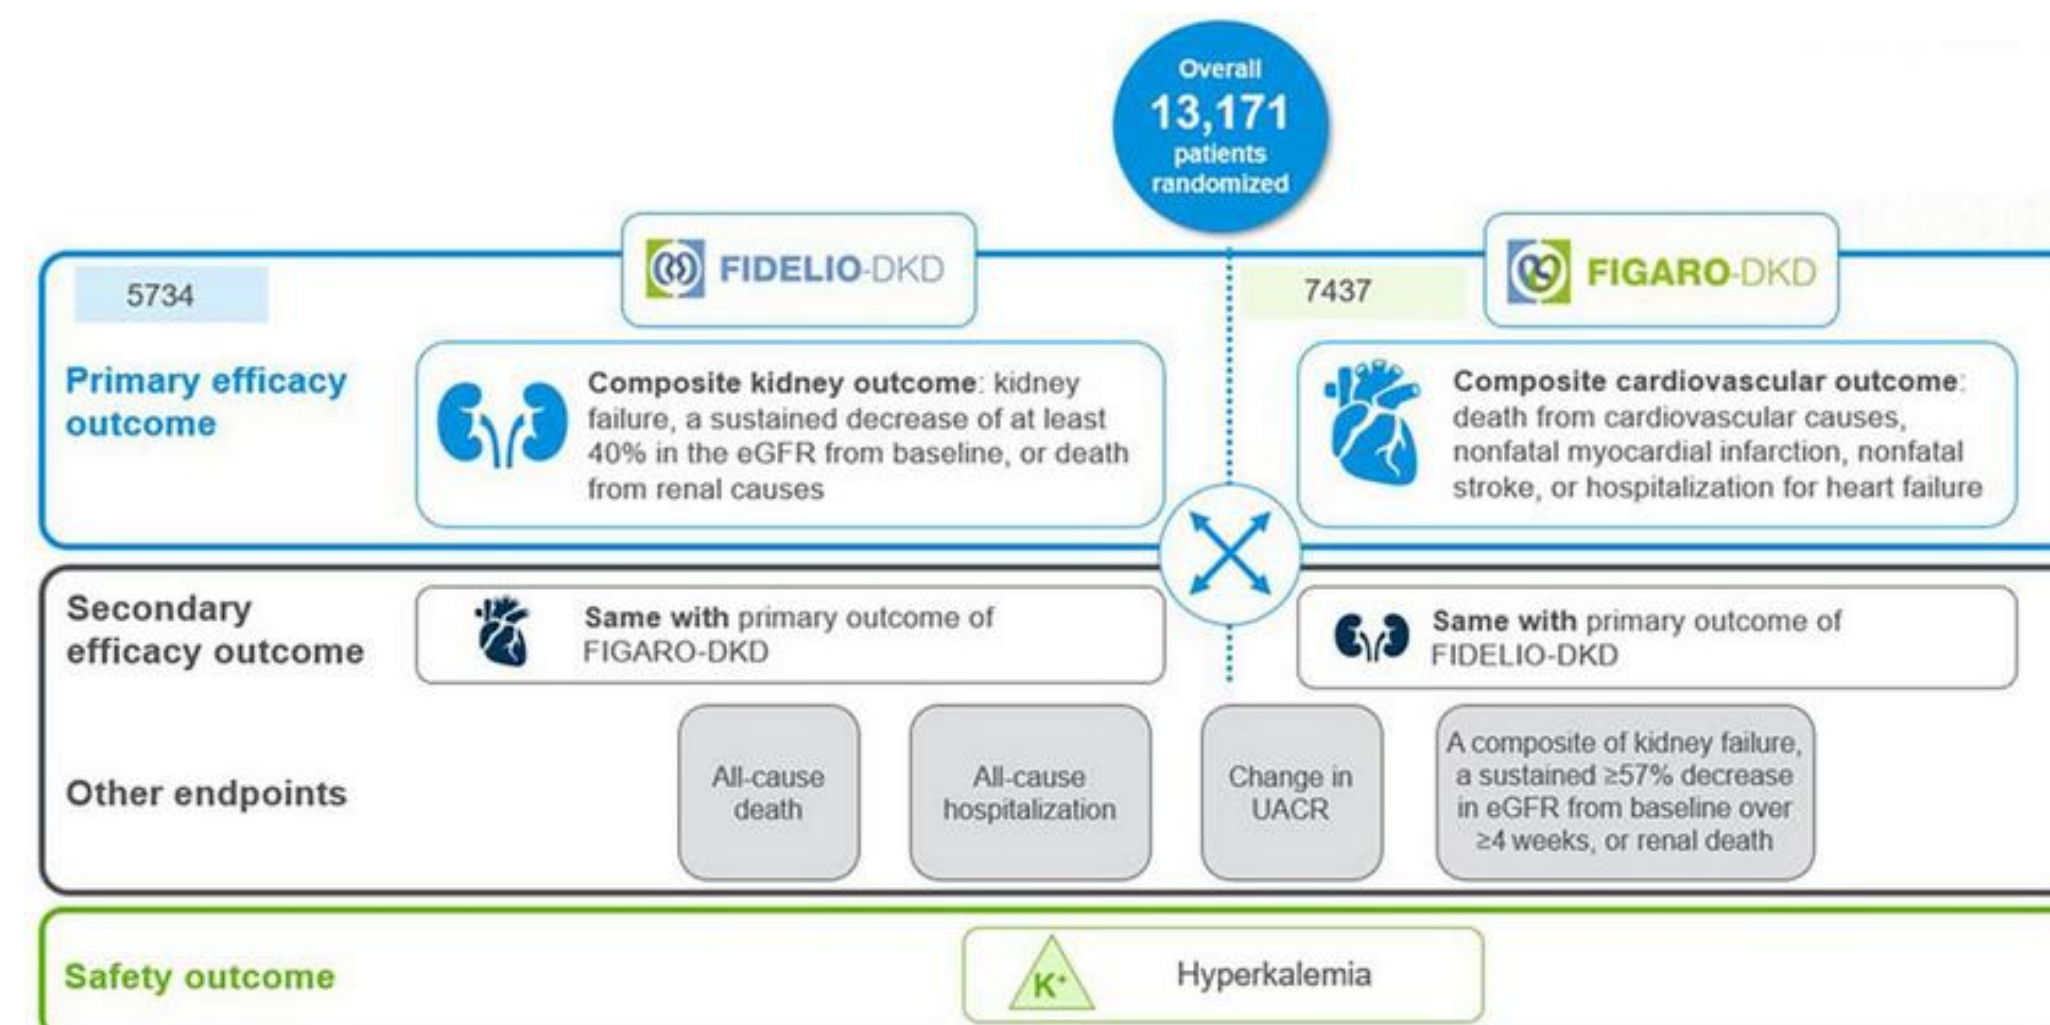 Overall
13,171
patients
randomized
FIDELIO-DKD
FIGARO-DKD
5734
7437
Primary efficacy
outcome
Composite kidney outcome: kidney
failure, a sustained decrease of at least
40% in the eGFR from baseline, or death
from renal causes
Composite cardiovascular outcome:
death from cardiovascular causes,
nonfatal myocardial infarction, nonfatal
stroke, or hospitalization for heart failure
Secondary
efficacy outcome
Same with primary outcome of
FIGARO-DKD
Same with primary outcome of
FIDELIO-DKD
Other endpoints
All-cause
death
All-cause
hospitalization
Change in
UACR
A composite of kidney failure,
a sustained ≥57% decrease
in eGFR from baseline over
≥4 weeks, or renal death
Safety outcome
K+
Hyperkalemia